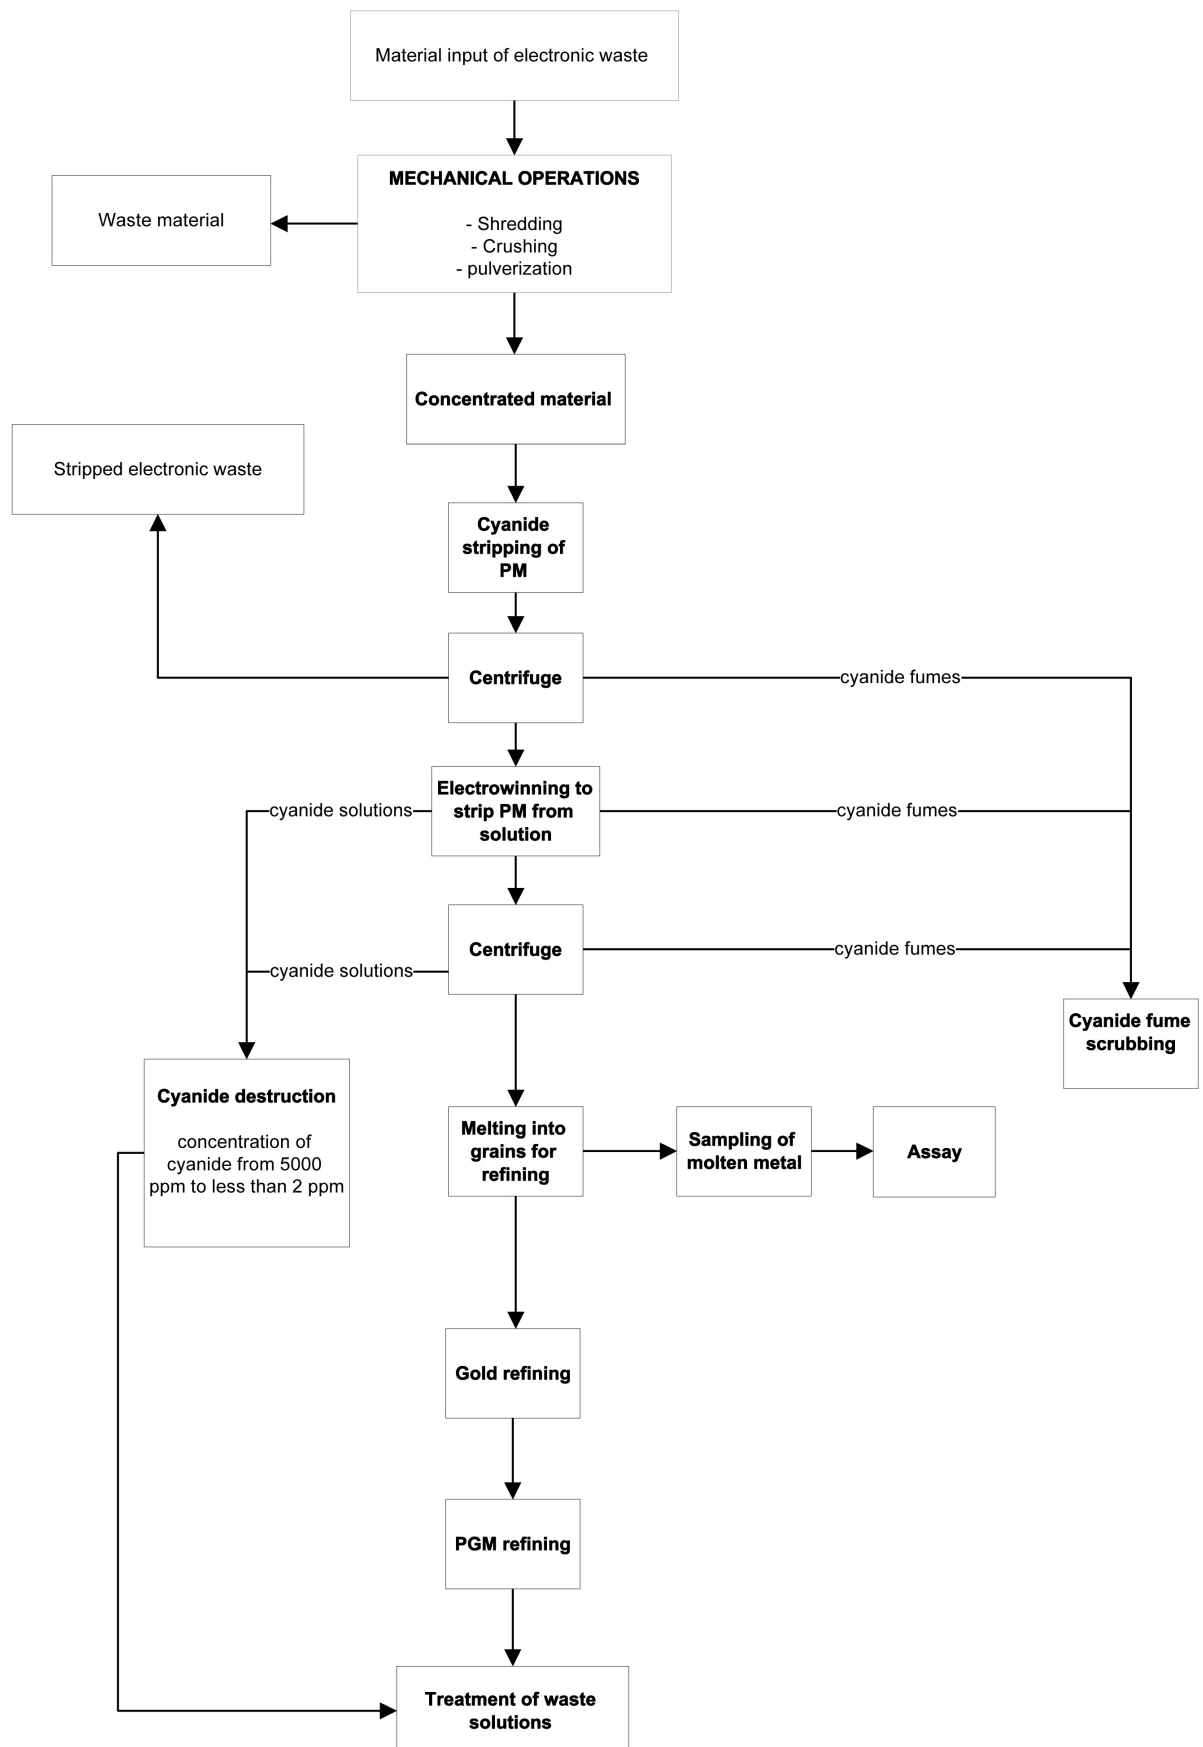 Material input of electronic waste
MECHANICAL OPERATIONS
- Shredding
- Crushing
- pulverization
Waste material
Concentrated material
Stripped electronic waste
Cyanide
stripping of
PM
Centrifuge
cyanide fumes
Electrowinning to
strip PM from
solution
cyanide solutions
cyanide fumes
Centrifuge
cyanide fumes
cyanide solutions
Cyanide fume
scrubbing
Cyanide destruction
concentration of
cyanide from 5000
ppm to less than 2 ppm
Melting into
grains for
refining
Sampling of
molten metal
Assay
Gold refining
PGM refining
Treatment of waste
solutions